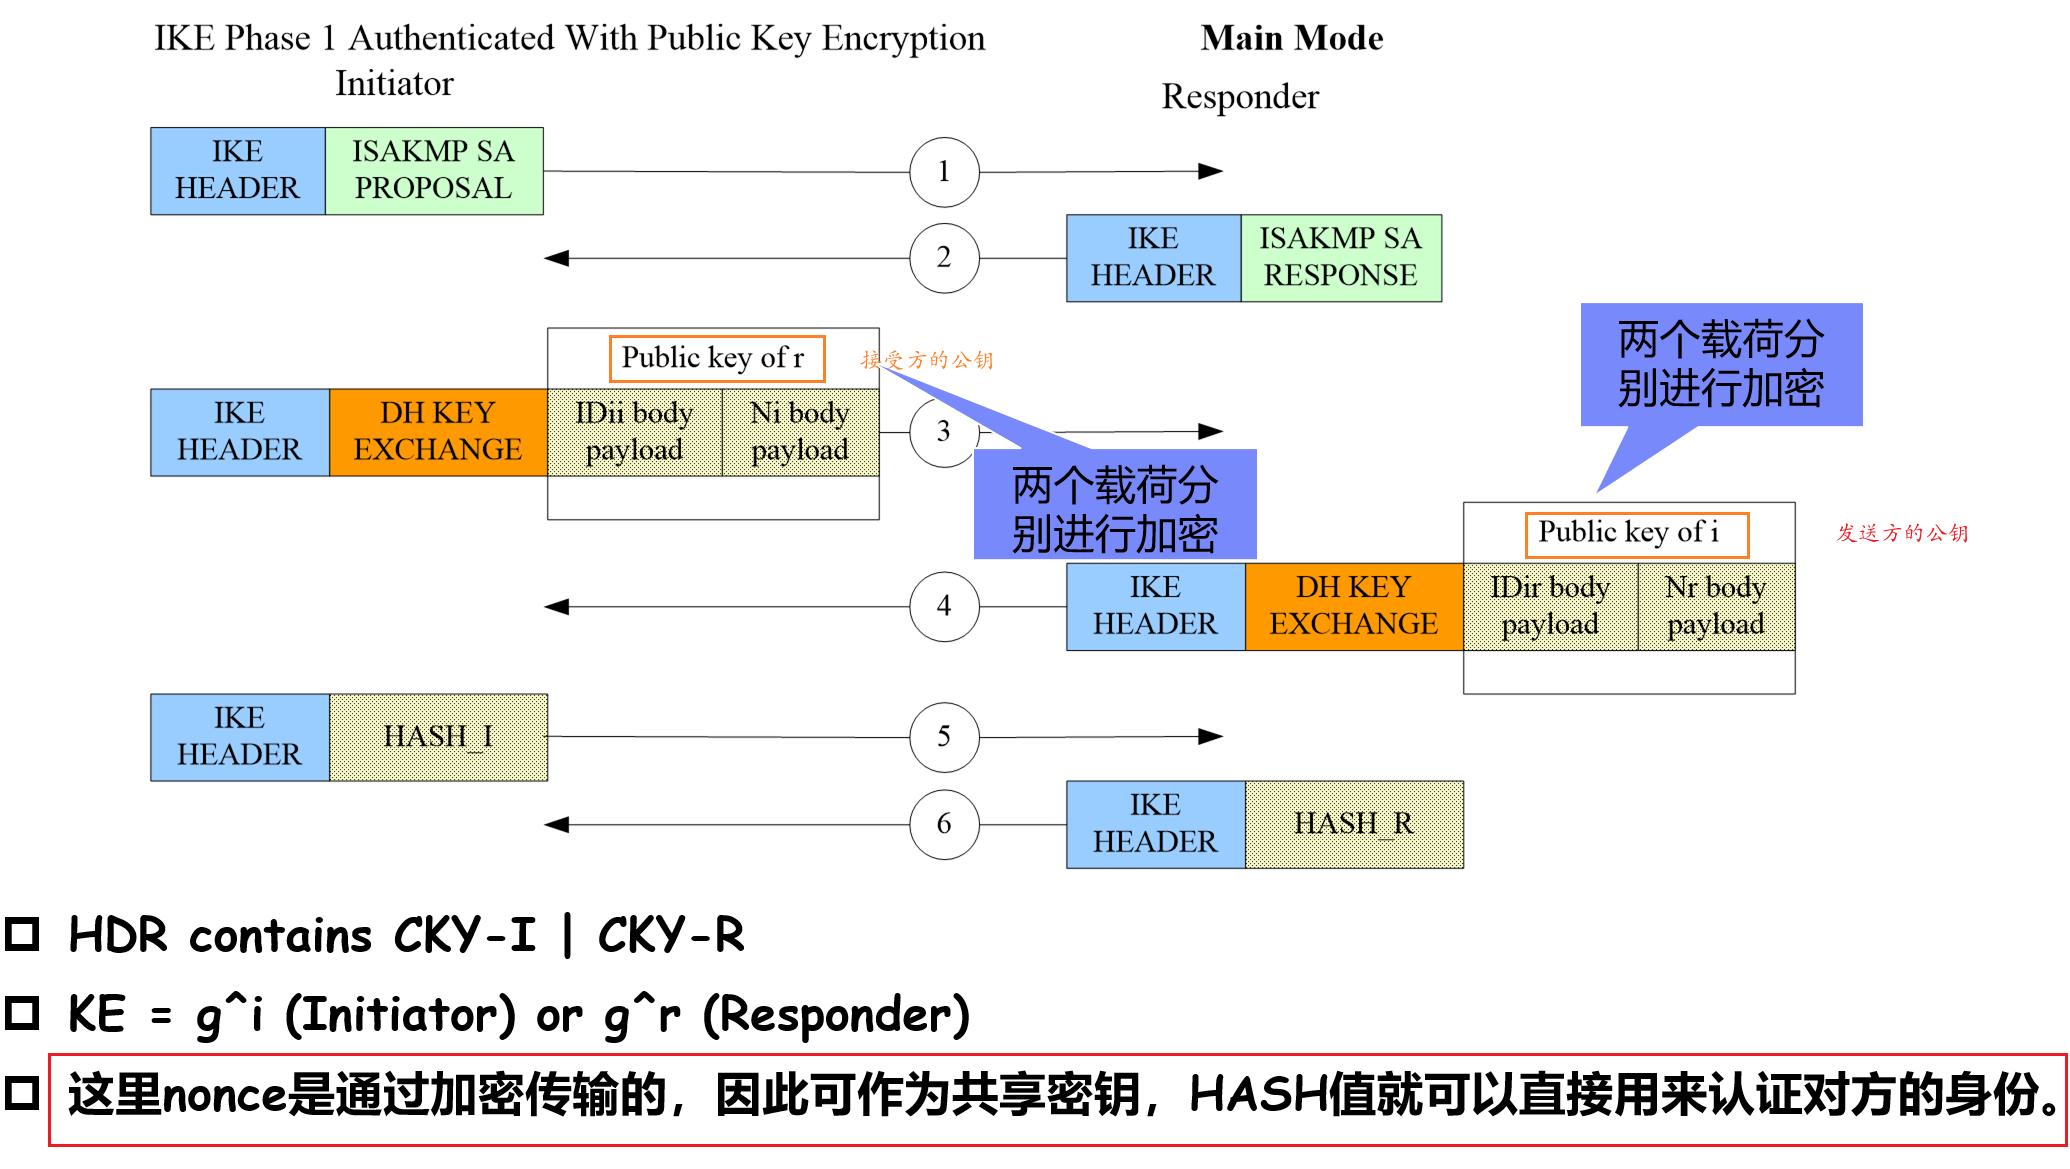 IKE Phase 1 Authenticated With Public Key Encryption
Main Mode
Initiator
Responder
IKE
HEADER
ISAKMP SA
PROPOSAL
1
2
IKE
HEADER
ISAKMP SA
RESPONSE
Public key of r
接受方的公钥
两个载荷分
别进行加密
IKE
HEADER
DH KEY
EXCHANGE
IDii body
payload
Ni body
payload
3
两个载荷分
别进行加密
Public key of i
发送方的公钥
4
IKE
HEADER
DH KEY
EXCHANGE
IDir body
payload
Nr body
payload
IKE
HEADER
HASH_I
5
6
IKE
HEADER
HASH_R
HDR contains CKY-I | CKY-R
KE = g^i (Initiator) or g^r (Responder)
这里nonce是通过加密传输的，因此可作为共享密钥，HASH值就可以直接用来认证对方的身份。